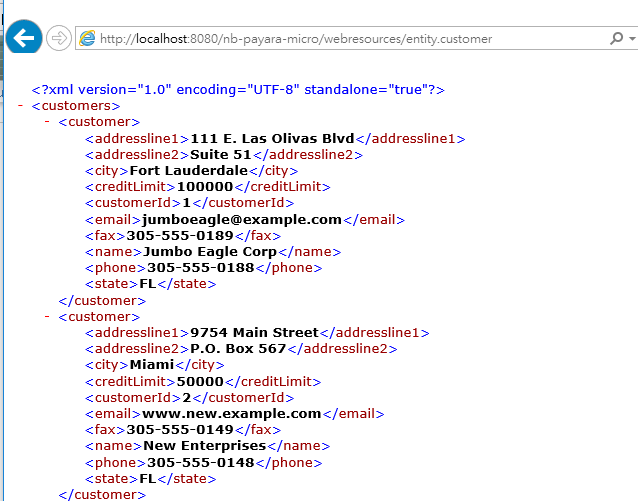 http://localhost:8080/nb-payara-micro/webresources/entity.customer
<?xml version="1.0" encoding="UTF-8" standalone="true"?>
- <customers>
- <customer>
<addressline1>111 E. Las Olivas Blvd</addressline1>
<addressline2>Suite 51</addressline2>
<city>Fort Lauderdale</city>
<creditLimit>100000</creditLimit>
<customerId>1</customerId>
<email>jumboeagle@example.com</email>
<fax>305-555-0189</fax>
<name>Jumbo Eagle Corp</name>
<phone>305-555-0188</phone>
<state>FL</state>
</customer>
- <customer>
<addressline1>9754 Main Street</addressline1>
<addressline2>P.O. Box 567</addressline2>
<city>Miami</city>
<creditLimit>50000</creditLimit>
<customerId>2</customerId>
<email>www.new.example.com</email>
<fax>305-555-0149</fax>
<name>New Enterprises</name>
<phone>305-555-0148</phone>
<state>FL</state>
</customer>